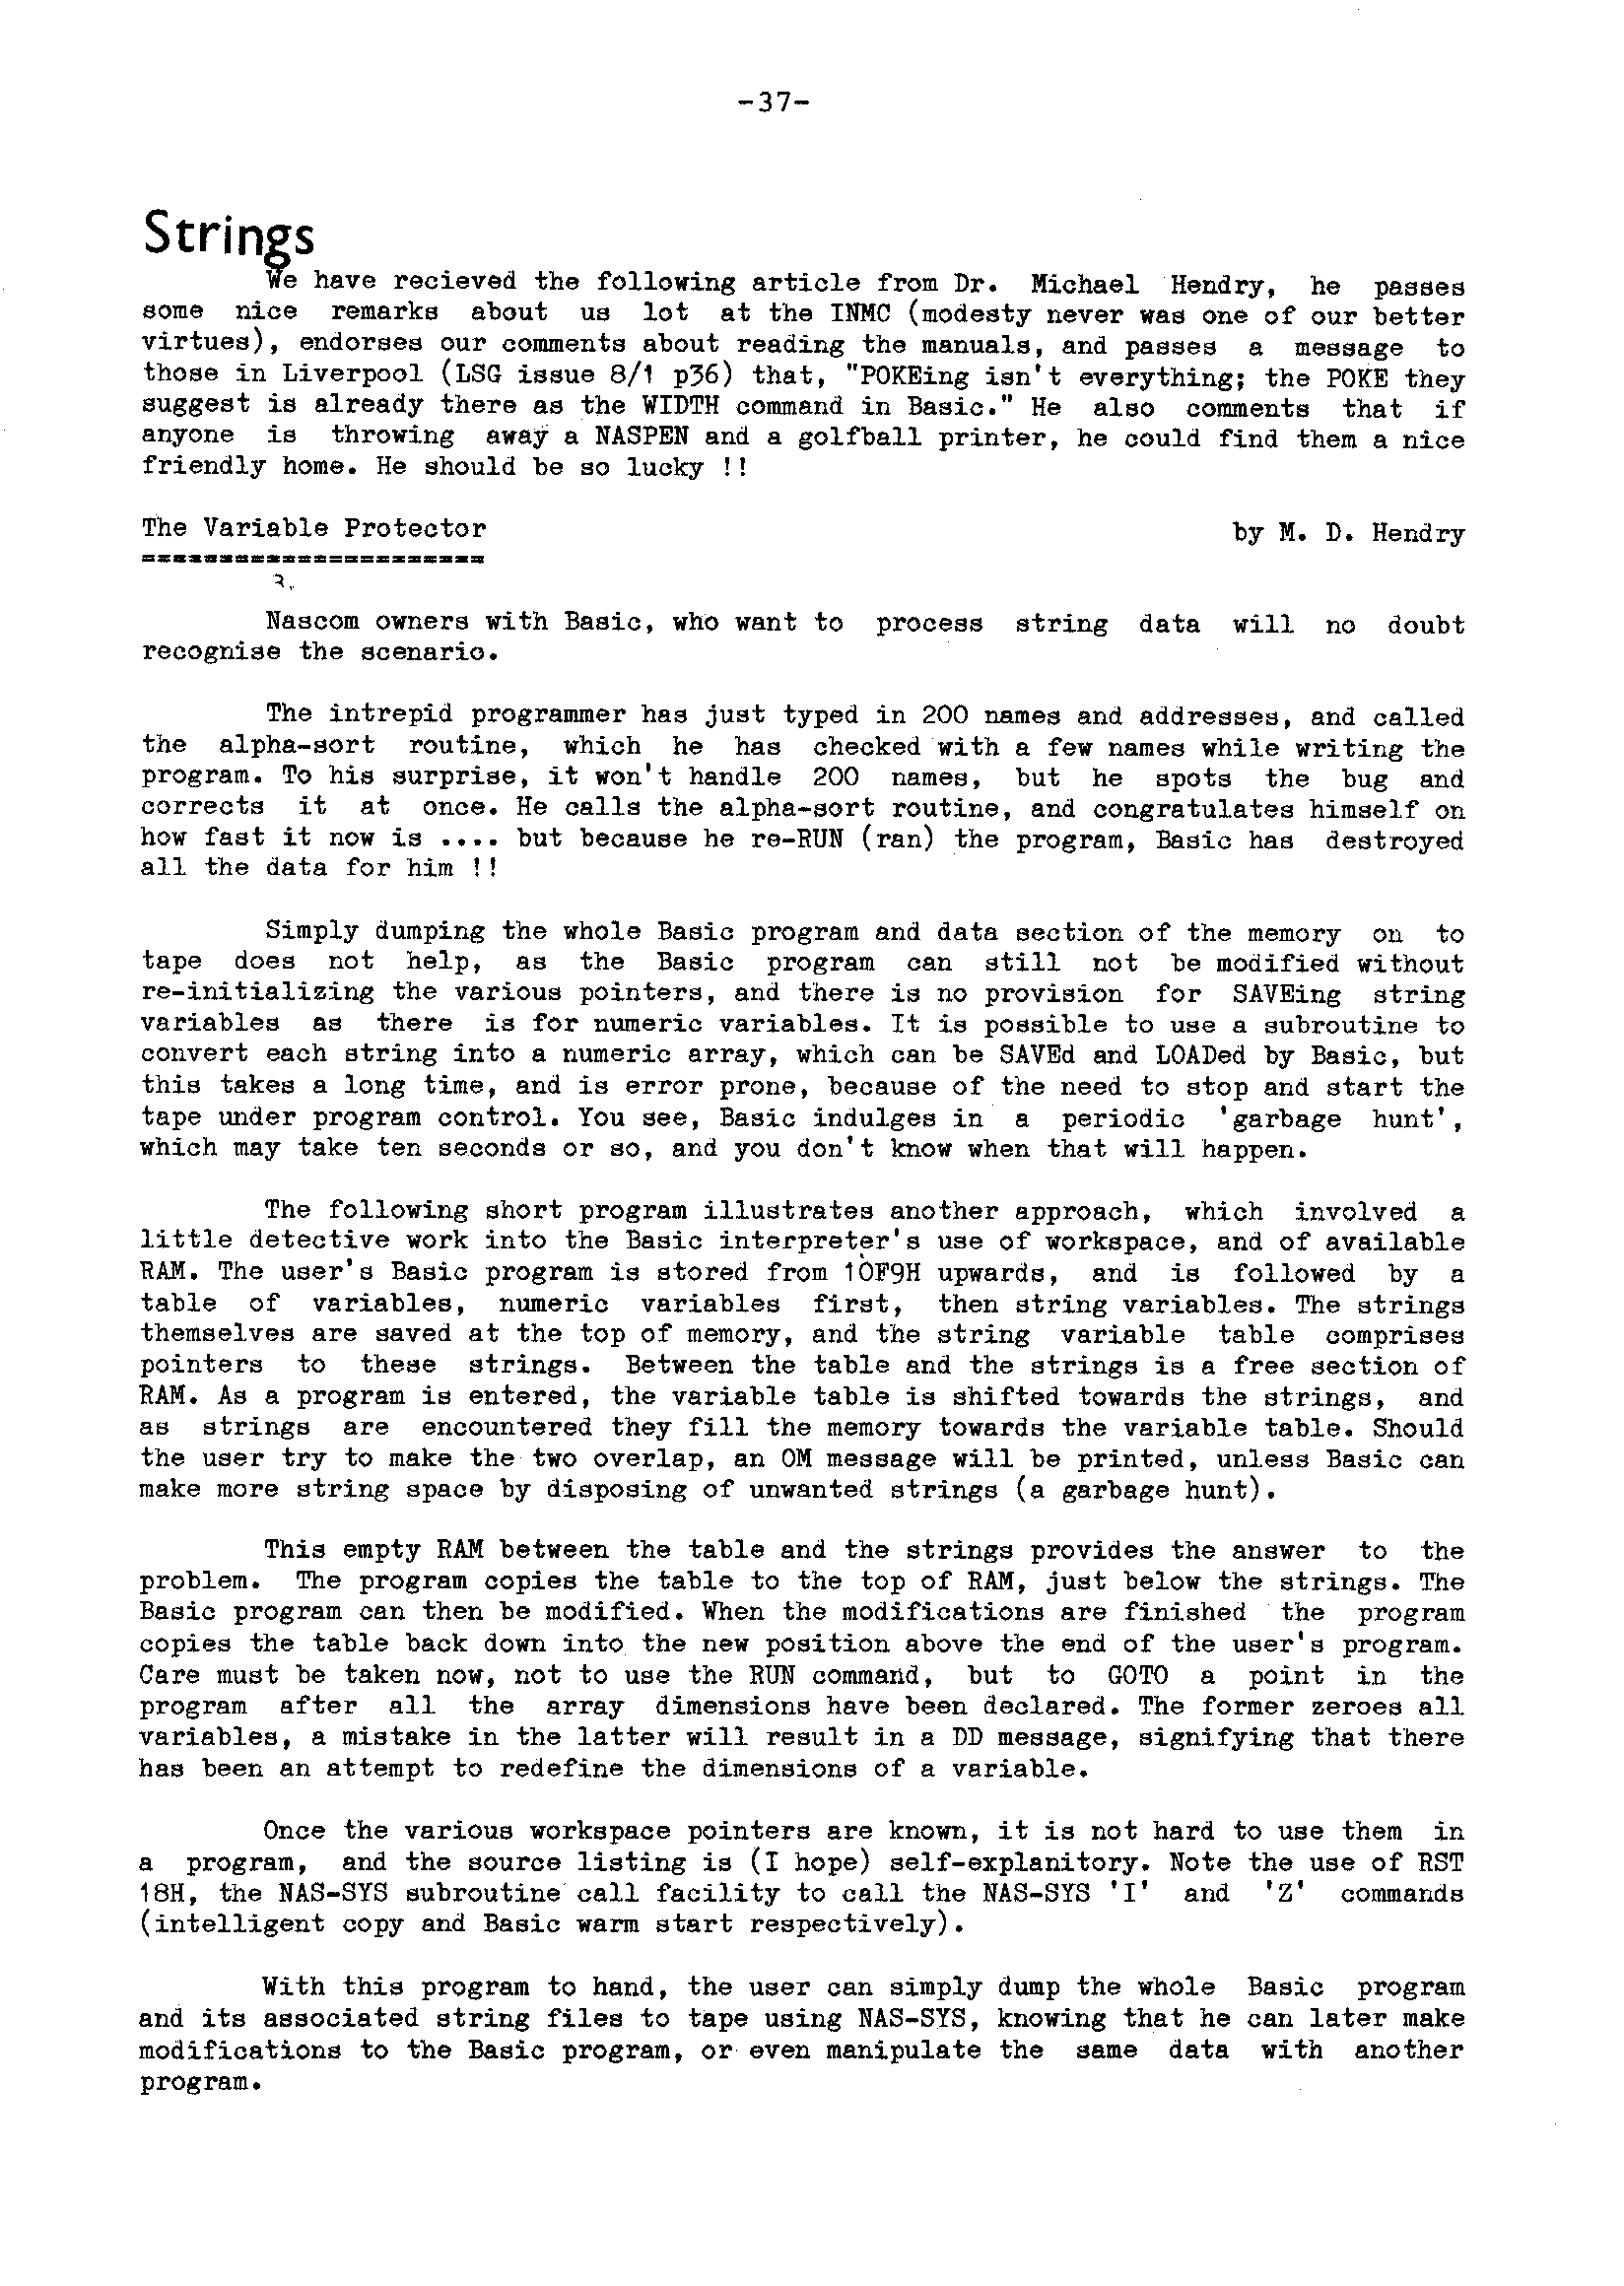 -37-
Strings
We have recieved the following article from Dr. Michael Hendry, he passes
some nice remarks about us lot at the INMC (modesty never was one of our better
virtues), endorses our comments about reading the manuals, and passes a message to
those in Liverpool (LSG issue 8/1 p36) that, "POKEing isn't everything; the POKE they
suggest is already there as the WIDTH command in Basic." He also comments that if
anyone is throwing away a NASPEN and a golfball printer, he could find them a nice
friendly home. He should be so lucky !!
The Variable Protector by M. D. Hendry
======================
Nascom owners with Basic, who want to process string data will no doubt
recognise the scenario.
The intrepid programmer has just typed in 200 names and addresses, and called
the alpha-sort routine, which he has checked with a few names while writing the
program. To his surprise, it won't handle 200 names, but he spots the bug and
corrects it at once. He calls the alpha-sort routine, and congratulates himself on
how fast it now is .... but because he re-RUN (ran) the program, Basic has destroyed
all the data for him !!
Simply dumping the whole Basic program and data section of the memory on to
tape does not help, as the Basic program can still not be modified without
re-initializing the various pointers, and there is no provision for SAVEing string
variables as there is for numeric variables. It is possible to use a subroutine to
convert each string into a numeric array, which can be SAVEd and LOADed by Basic, but
this takes a long time, and is error prone, because of the need to stop and start the
tape under program control. You see, Basic indulges in a periodic 'garbage hunt',
which may take ten seconds or so, and you don't know when that will happen.
The following short program illustrates another approach, which involved a
little detective work into the Basic interpreter's use of workspace, and of available
RAM. The user's Basic program is stored from 10F9H upwards, and is followed by a
table of variables, numeric variables first, then string variables. The strings
themselves are saved at the top of memory, and the string variable table comprises
pointers to these strings. Between the table and the strings is a free section of
RAM. As a program is entered, the variable table is shifted towards the strings, and
as strings are encountered they fill the memory towards the variable table. Should
the user try to make the two overlap, an OM message will be printed, unless Basic can
make more string space by disposing of unwanted strings (a garbage hunt).
This empty RAM between the table and the strings provides the answer to the
problem. The program copies the table to the top of RAM, just below the strings. The
Basic program can then be modified. When the modifications are finished the program
copies the table back down into the new position above the end of the user's program.
Care must be taken now, not to use the RUN command, but to GOTO a point in the
program after all the array dimensions have been declared. The former zeroes all
variables, a mistake in the latter will result in a DD message, signifying that there
has been an attempt to redefine the dimensions of a variable.
Once the various workspace pointers are known, it is not hard to use them in
a program, and the source listing is (I hope) self-explanitory. Note the use of RST
18H, the NAS-SYS subroutine call facility to call the NAS-SYS 'I' and 'Z' commands
(intelligent copy and Basic warm start respectively).
With this program to hand, the user can simply dump the whole Basic program
and its associated string files to tape using NAS-SYS, knowing that he can later make
modifications to the Basic program, or even manipulate the same data with another
program.